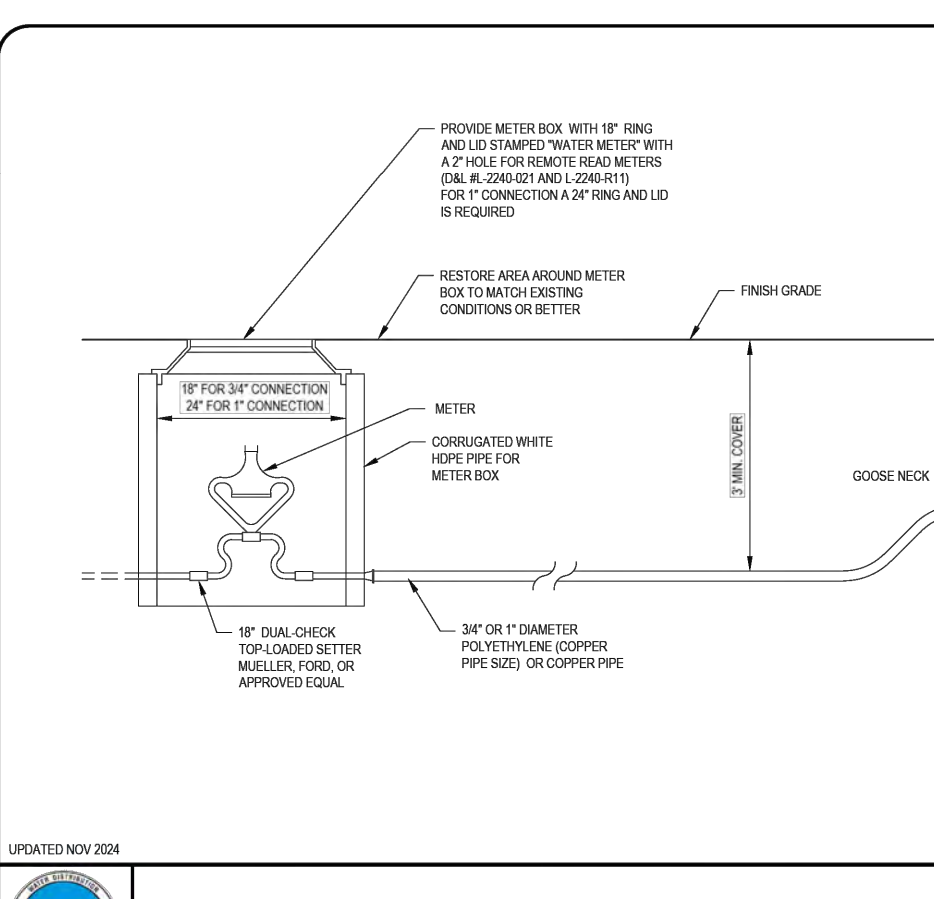 PROVIDE METER BOX WITH 18" RING
AND LID STAMPED "WATER METER" WITH
A 2" HOLE FOR REMOTE READ METERS
(D&L #L-2240-021 AND L-2240-R11)
FOR 1" CONNECTION A 24" RING AND LID
IS REQUIRED
RESTORE AREA AROUND METER
BOX TO MATCH EXISTING
CONDITIONS OR BETTER
FINISH GRADE
18" FOR 3/4" CONNECTION
24" FOR 1" CONNECTION
METER
CORRUGATED WHITE
HDPE PIPE FOR
METER BOX
3' MIN. COVER
GOOSE NECK
18" DUAL-CHECK
TOP-LOADED SETTER
MUELLER, FORD, OR
APPROVED EQUAL
3/4" OR 1" DIAMETER
POLYETHYLENE (COPPER
PIPE SIZE) OR COPPER PIPE
UPDATED NOV 2024
WATER DISTRIBUTION